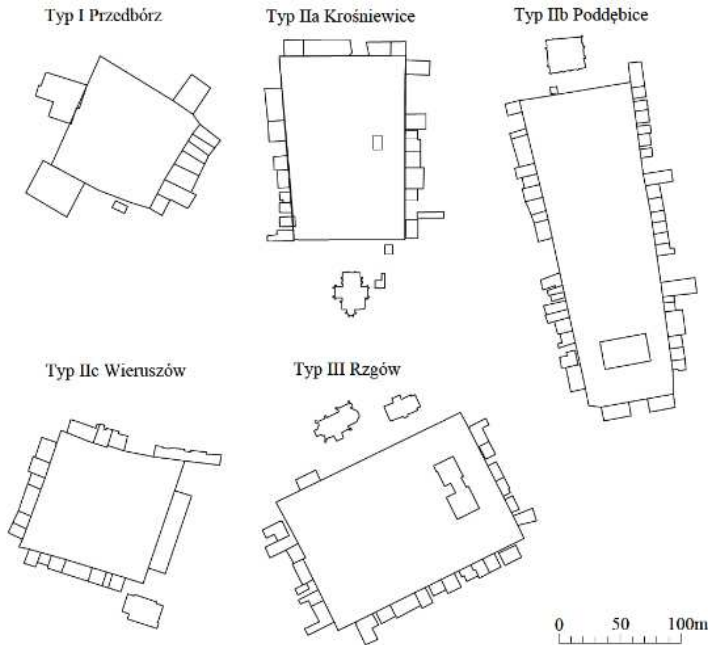 Typ I Przedbórz
Typ IIa Krośniewice
Typ IIb Poddębice
Typ IIc Wieruszów
Typ III Rzgów
0 50 100m